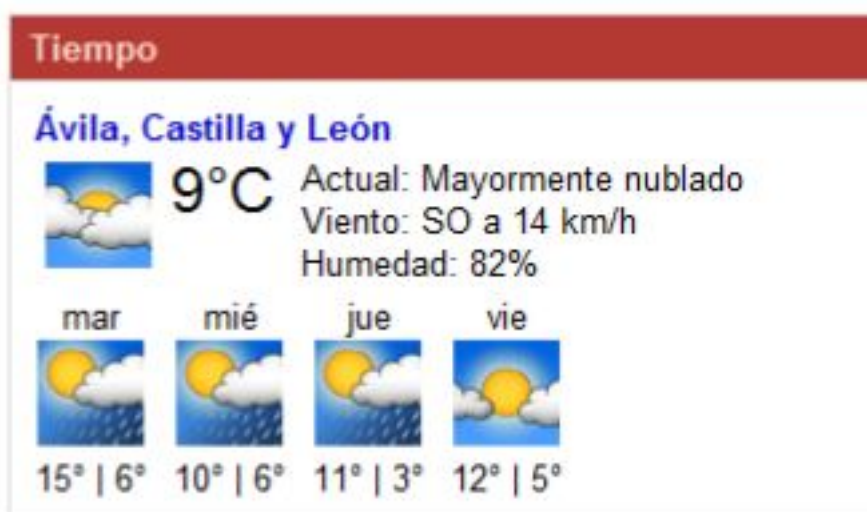 Tiempo
Ávila, Castilla y León
9°C
Actual: Mayormente nublado
Viento: SO a 14 km/h
Humedad: 82%
mar mié jue vie
15° | 6° 10° | 6° 11° | 3° 12° | 5°